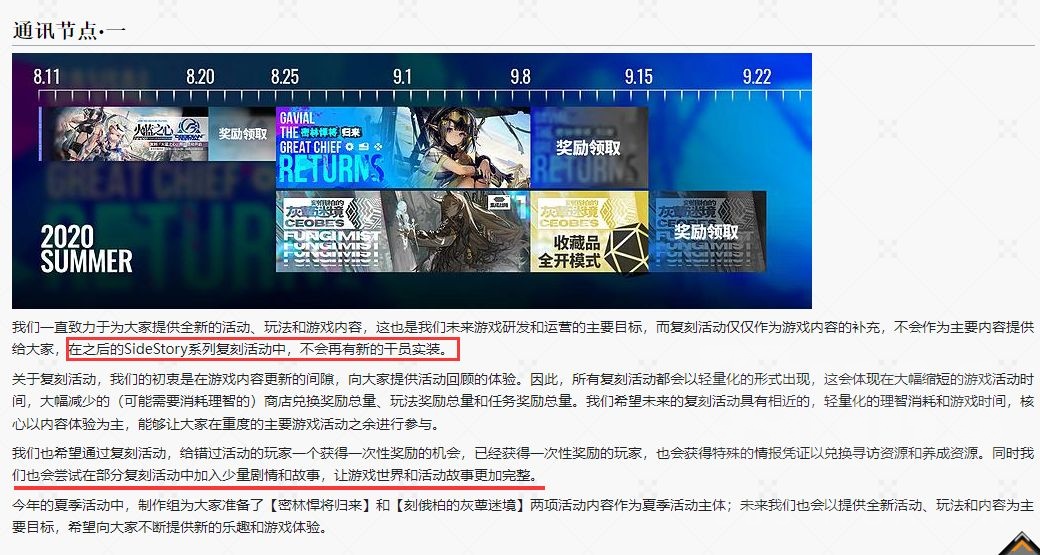 通讯节点·一
8.11 8.20 8.25 9.1 9.8 9.15 9.22
火蓝之心
奖励领取
GAVIAL
THE 密林悍将 归来
GREAT CHIEF
RETURNS
奖励领取
刻俄柏的
灰蕈迷境
CEOBE'S
FUNGIMIST
刻俄柏的
灰蕈迷境
CEOBE'S
收藏品
全开模式
灰蕈迷境
CEOBE'S
FUNGIMIST
奖励领取
2020
SUMMER
我们一直致力于为大家提供全新的活动、玩法和游戏内容，这也是我们未来游戏研发和运营的主要目标，而复刻活动仅仅作为游戏内容的补充，不会作为主要内容提供
给大家，在之后的SideStory系列复刻活动中，不会再有新的干员实装。
关于复刻活动，我们的初衷是在游戏内容更新的间隙，向大家提供活动回顾的体验。因此，所有复刻活动都会以轻量化的形式出现，这会体现在大幅缩短的游戏活动时
间，大幅减少的（可能需要消耗理智的）商店兑换奖励总量、玩法奖励总量和任务奖励总量。我们希望未来的复刻活动具有相近的，轻量化的理智消耗和游戏时间，核
心以内容体验为主，能够让大家在重度的主要游戏活动之余进行参与。
我们也希望通过复刻活动，给错过活动的玩家一个获得一次性奖励的机会，已经获得一次性奖励的玩家，也会获得特殊的情报凭证以兑换寻访资源和养成资源。同时我
们也会尝试在部分复刻活动中加入少量剧情和故事，让游戏世界和活动故事更加完整。
今年的夏季活动中，制作组为大家准备了【密林悍将归来】和【刻俄柏的灰蕈迷境】两项活动内容作为夏季活动主体；未来我们也会以提供全新活动、玩法和内容为主
要目标，希望向大家不断提供新的乐趣和游戏体验。